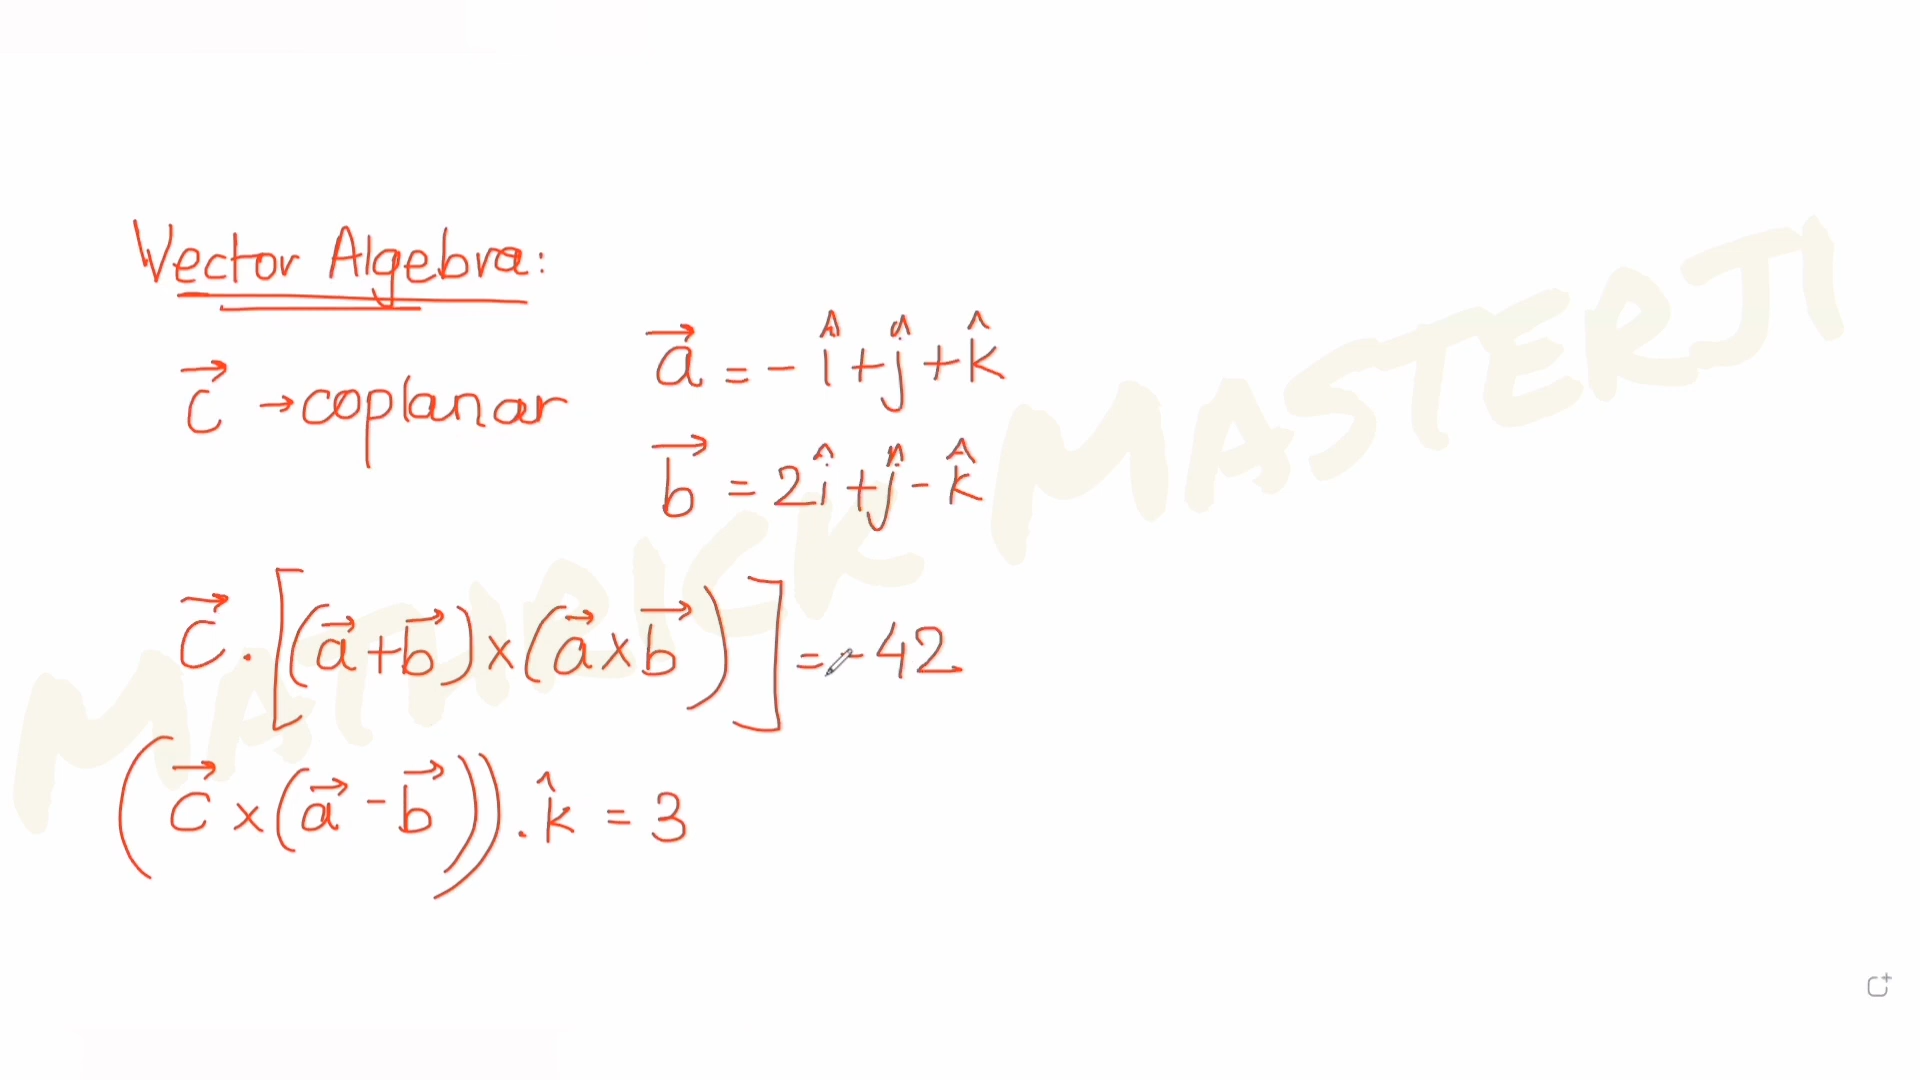 Vector Algebra:
c⃗ → coplanar
a⃗ = -î+ĵ+k̂
b⃗ = 2î+ĵ-k̂
c⃗ . [(a⃗+b⃗)×(a⃗×b⃗)] = -42
(c⃗×(a⃗-b⃗)).k̂ = 3
MATHRICK MASTERJI